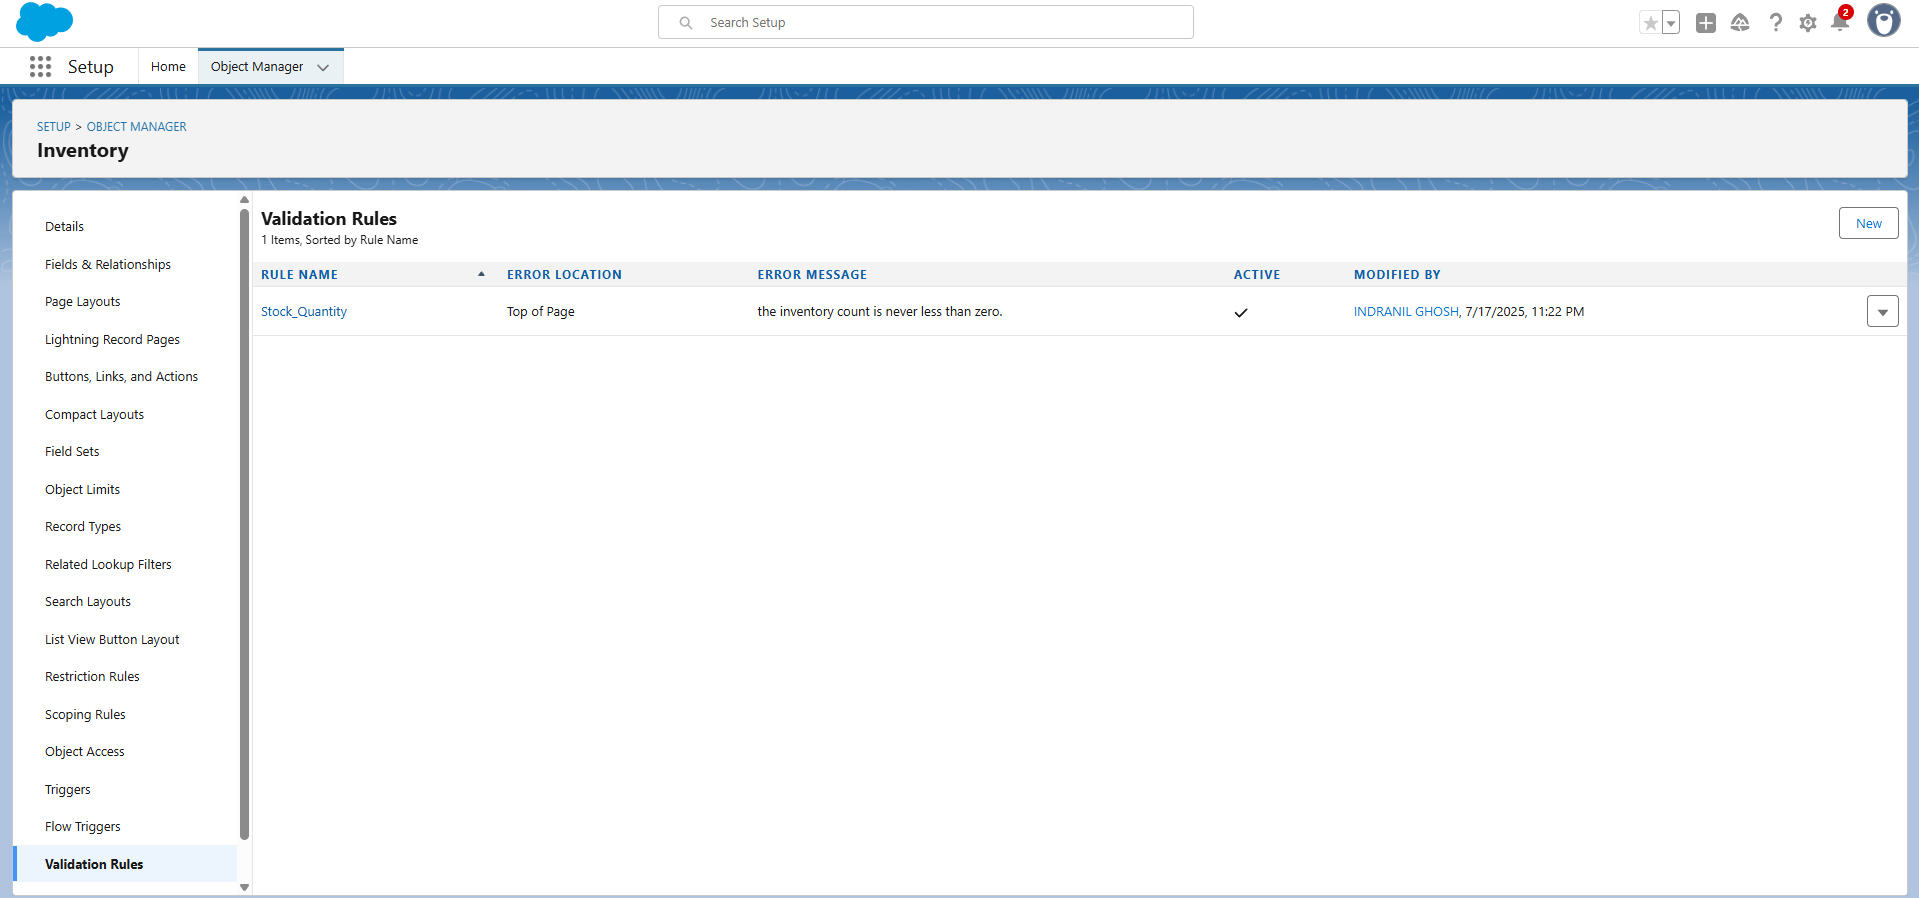 Search Setup
2
Setup
Home
Object Manager
SETUP > OBJECT MANAGER
Inventory
Details
Fields & Relationships
Page Layouts
Lightning Record Pages
Buttons, Links, and Actions
Compact Layouts
Field Sets
Object Limits
Record Types
Related Lookup Filters
Search Layouts
List View Button Layout
Restriction Rules
Scoping Rules
Object Access
Triggers
Flow Triggers
Validation Rules
Validation Rules
1 Items, Sorted by Rule Name
New
RULE NAME ERROR LOCATION ERROR MESSAGE ACTIVE MODIFIED BY
Stock_Quantity Top of Page the inventory count is never less than zero. INDRANIL GHOSH, 7/17/2025, 11:22 PM